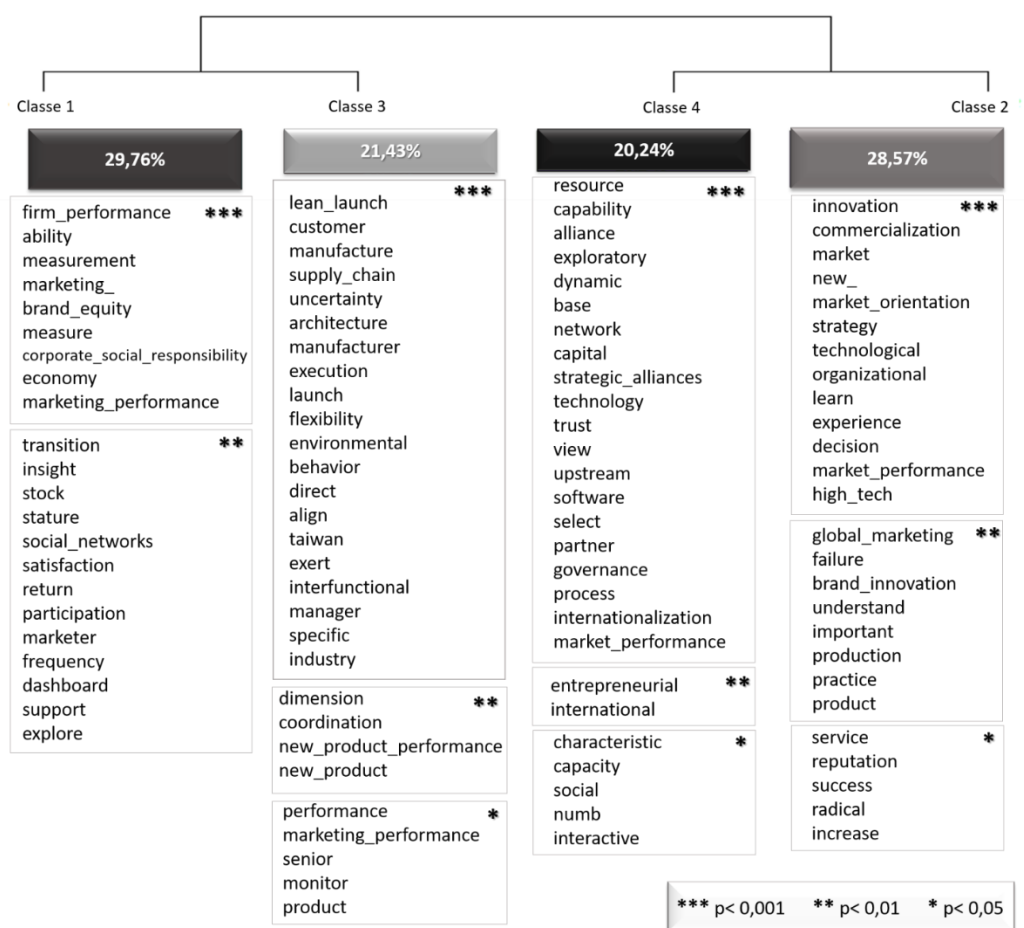 Classe 1
Classe 3
Classe 4
Classe 2
29,76%
21,43%
20,24%
28,57%
firm_performance ***
ability
measurement
marketing_
brand_equity
measure
corporate_social_responsibility
economy
marketing_performance
transition **
insight
stock
stature
social_networks
satisfaction
return
participation
marketer
frequency
dashboard
support
explore
***
lean_launch
customer
manufacture
supply_chain
uncertainty
architecture
manufacturer
execution
launch
flexibility
environmental
behavior
direct
align
taiwan
exert
interfunctional
manager
specific
industry
dimension **
coordination
new_product_performance
new_product
performance *
marketing_performance
senior
monitor
product
resource ***
capability
alliance
exploratory
dynamic
base
network
capital
strategic_alliances
technology
trust
view
upstream
software
select
partner
governance
process
internationalization
market_performance
entrepreneurial **
international
characteristic *
capacity
social
numb
interactive
innovation ***
commercialization
market
new_
market_orientation
strategy
technological
organizational
learn
experience
decision
market_performance
high_tech
global_marketing **
failure
brand_innovation
understand
important
production
practice
product
service *
reputation
success
radical
increase
*** p< 0,001 ** p< 0,01 * p< 0,05